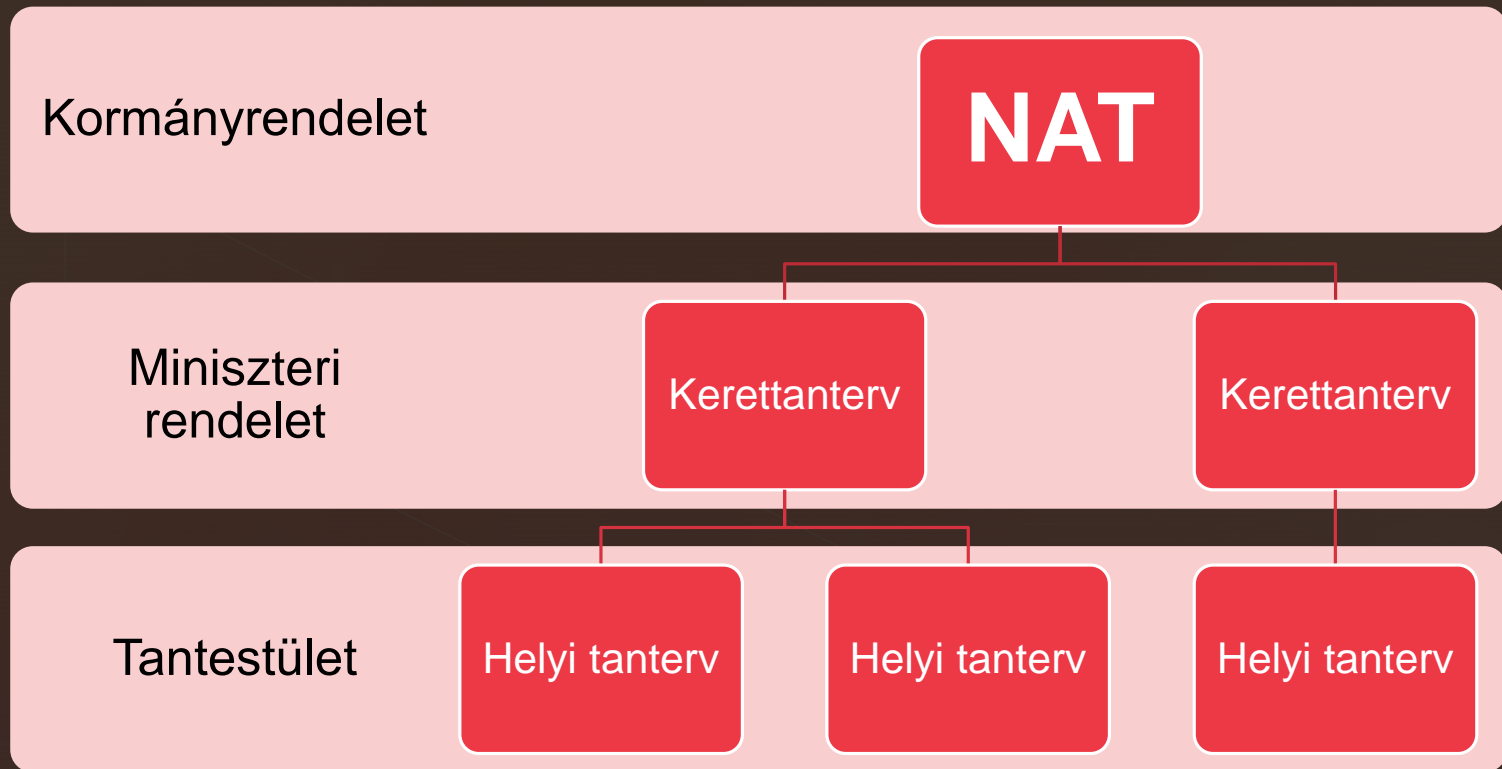 Kormányrendelet
NAT
Miniszteri
rendelet
Kerettanterv
Kerettanterv
Tantestület
Helyi tanterv
Helyi tanterv
Helyi tanterv